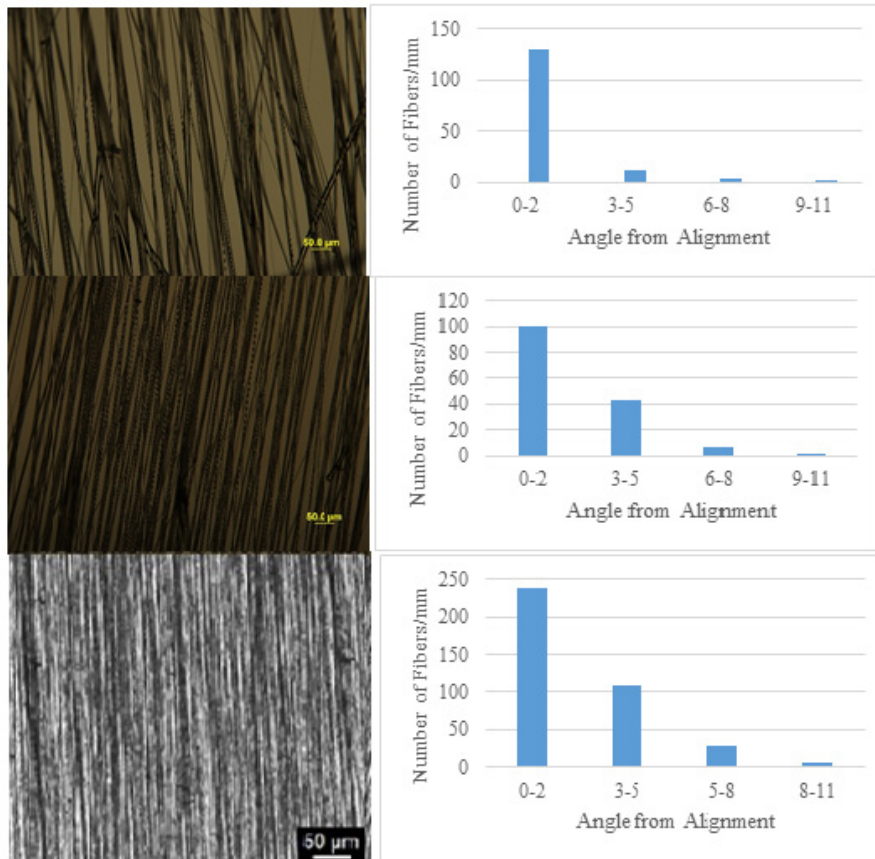 50.0 µm
Number of Fibers/mm
150
100
50
0
0-2 3-5 6-8 9-11
Angle from Alignment
50.0 µm
Number of Fibers/mm
120
100
80
60
40
20
0
0-2 3-5 6-8 9-11
Angle from Alignment
50 µm
Number of Fibers/mm
250
200
150
100
50
0
0-2 3-5 5-8 8-11
Angle from Alignment